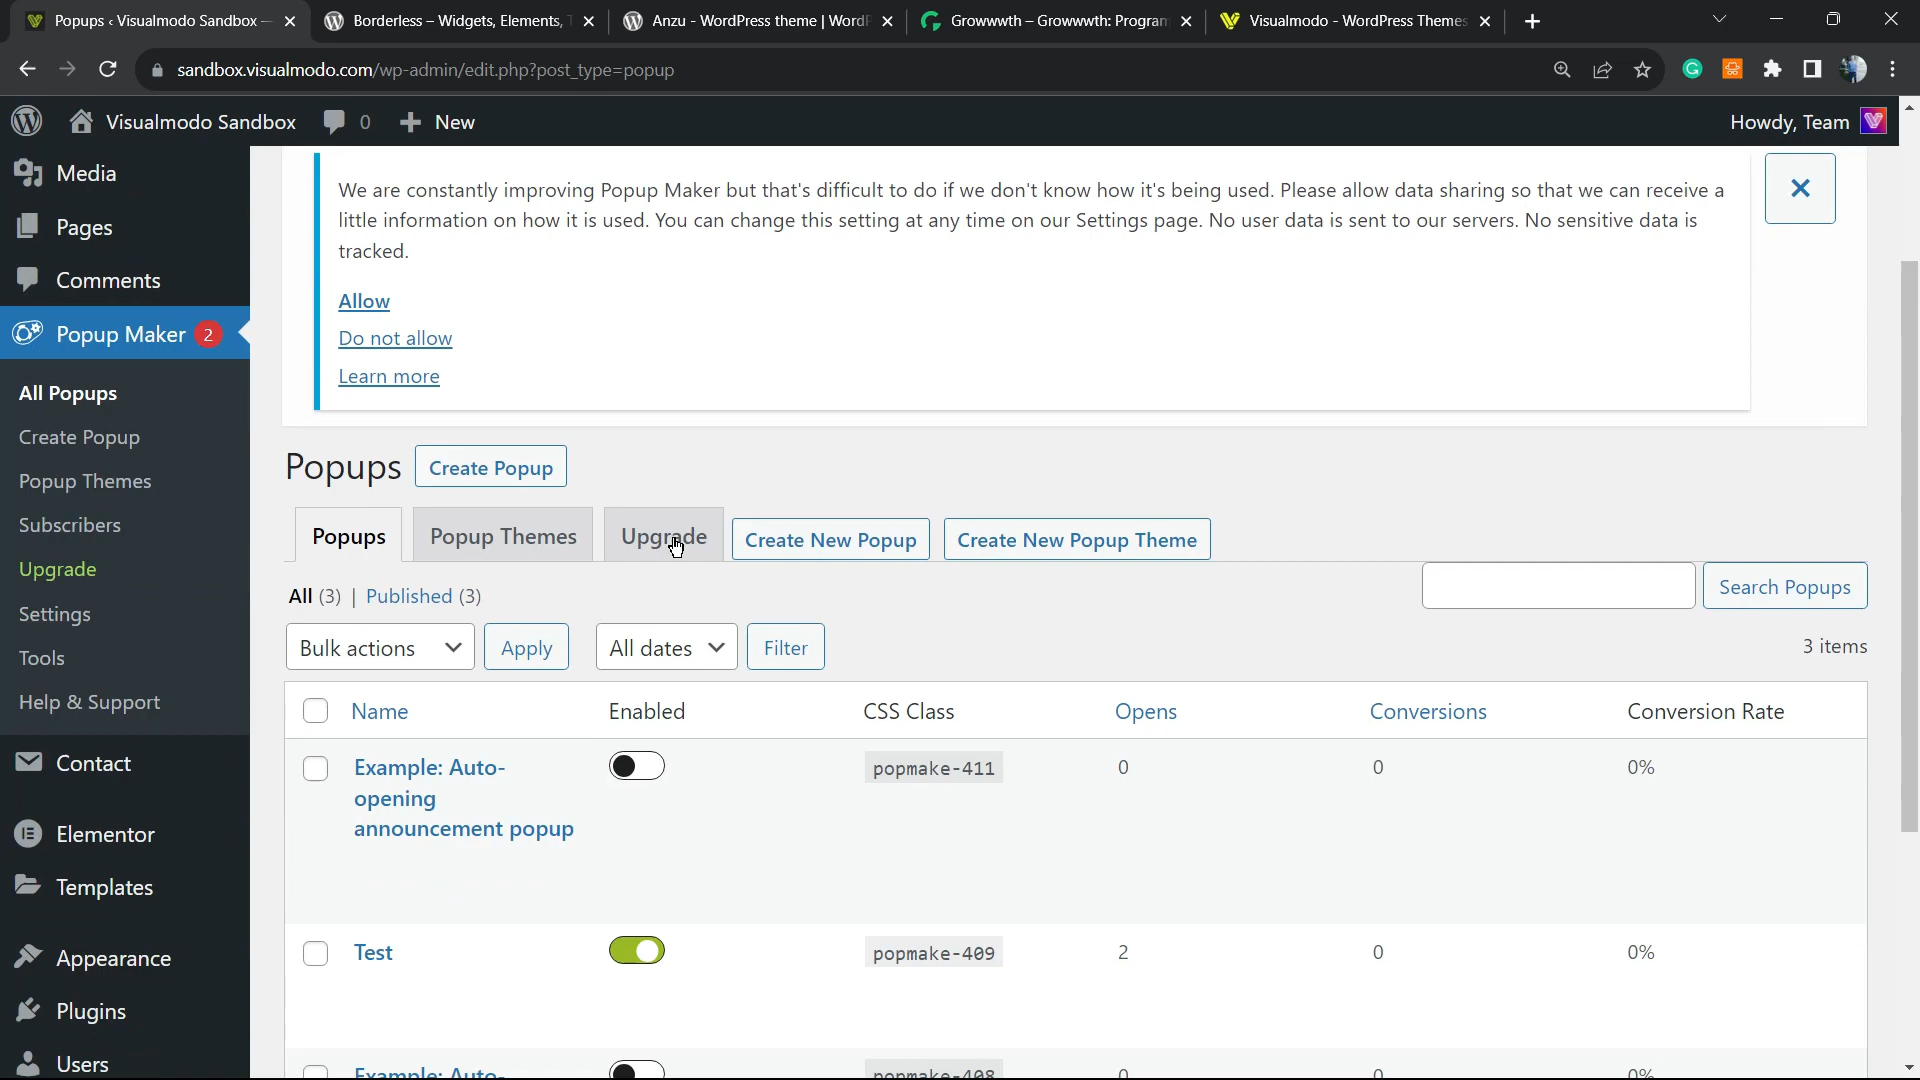 Popups ‹ Visualmodo Sandbox —
Borderless – Widgets, Elements, T
Anzu - WordPress theme | WordP
Growwwth – Growwwth: Program
Visualmodo - WordPress Themes
sandbox.visualmodo.com/wp-admin/edit.php?post_type=popup
Visualmodo Sandbox
0
New
Howdy, Team
Media
Pages
Comments
Popup Maker 2
All Popups
Create Popup
Popup Themes
Subscribers
Upgrade
Settings
Tools
Help & Support
Contact
Elementor
Templates
Appearance
Plugins
Users
We are constantly improving Popup Maker but that's difficult to do if we don't know how it's being used. Please allow data sharing so that we can receive a
little information on how it is used. You can change this setting at any time on our Settings page. No user data is sent to our servers. No sensitive data is
tracked.
Allow
Do not allow
Learn more
Popups Create Popup
Popups Popup Themes Upgrade Create New Popup Create New Popup Theme
All (3) | Published (3)
Search Popups
Bulk actions Apply All dates Filter
3 items
Name Enabled CSS Class Opens Conversions Conversion Rate
Example: Auto-
opening
announcement popup
popmake-411 0 0 0%
Test popmake-409 2 0 0%
Example: Auto- popmake-408 0 0 0%